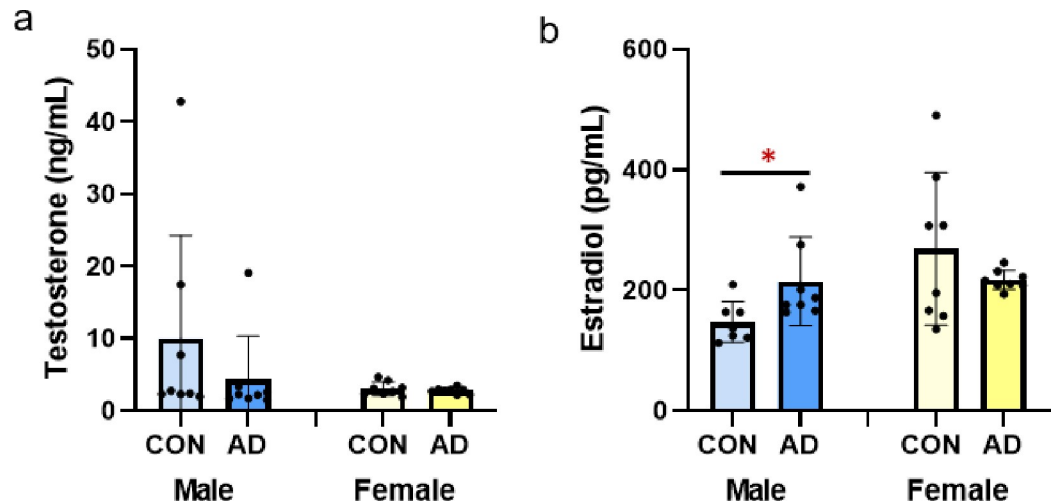 a
Testosterone (ng/mL)
50
40
30
20
10
0
CON AD CON AD
Male Female
b
Estradiol (pg/mL)
600
400
200
0
*
CON AD CON AD
Male Female